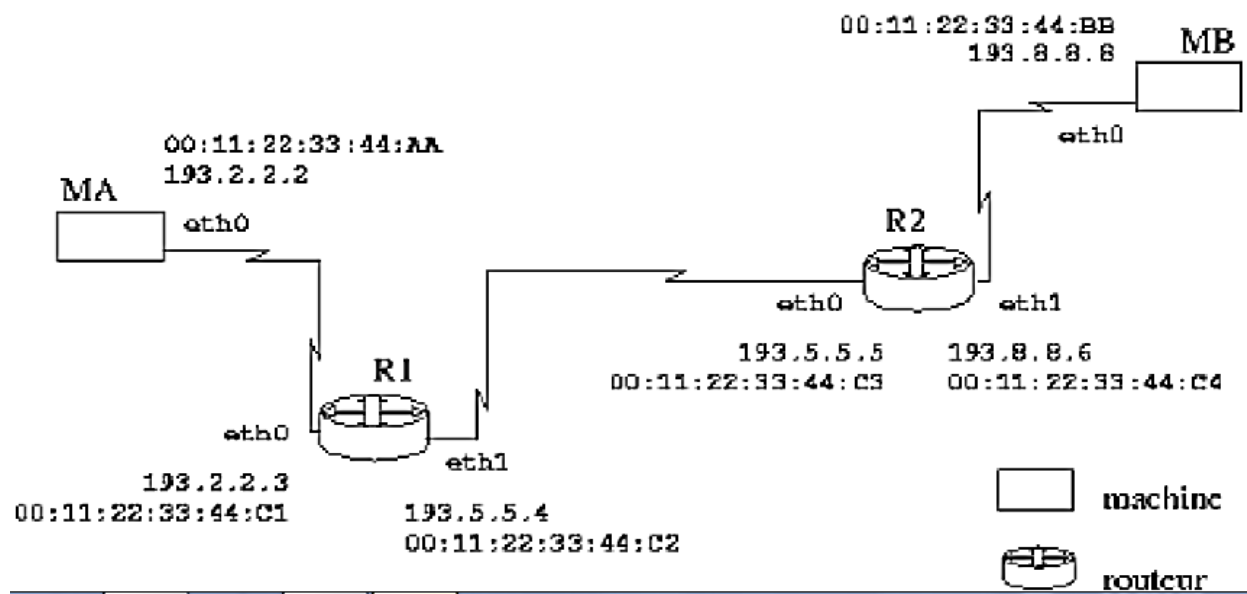 00:11:22:33:44:BB
193.8.8.8
MB
eth0
00:11:22:33:44:AA
193.2.2.2
MA
eth0
R2
eth0
eth1
193.5.5.5
00:11:22:33:44:C3
193.8.8.6
00:11:22:33:44:C4
R1
eth0
eth1
193.2.2.3
00:11:22:33:44:C1
193.5.5.4
00:11:22:33:44:C2
machine
routeur